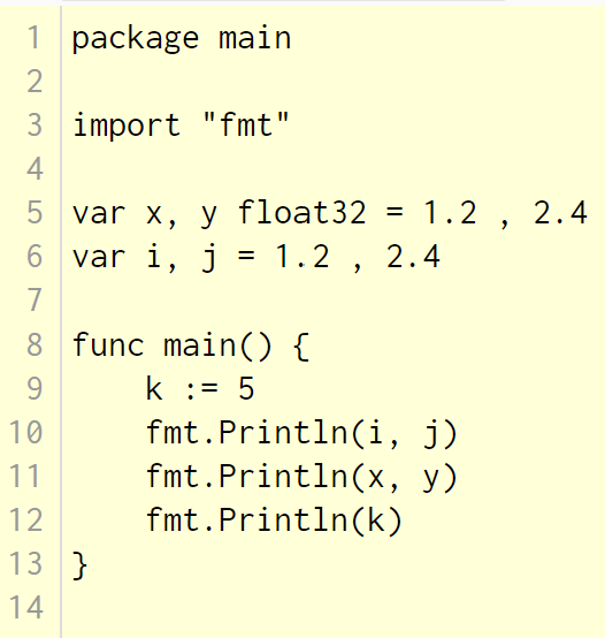 1 package main
2
3 import "fmt"
4
5 var x, y float32 = 1.2 , 2.4
6 var i, j = 1.2 , 2.4
7
8 func main() {
9     k := 5
10     fmt.Println(i, j)
11     fmt.Println(x, y)
12     fmt.Println(k)
13 }
14